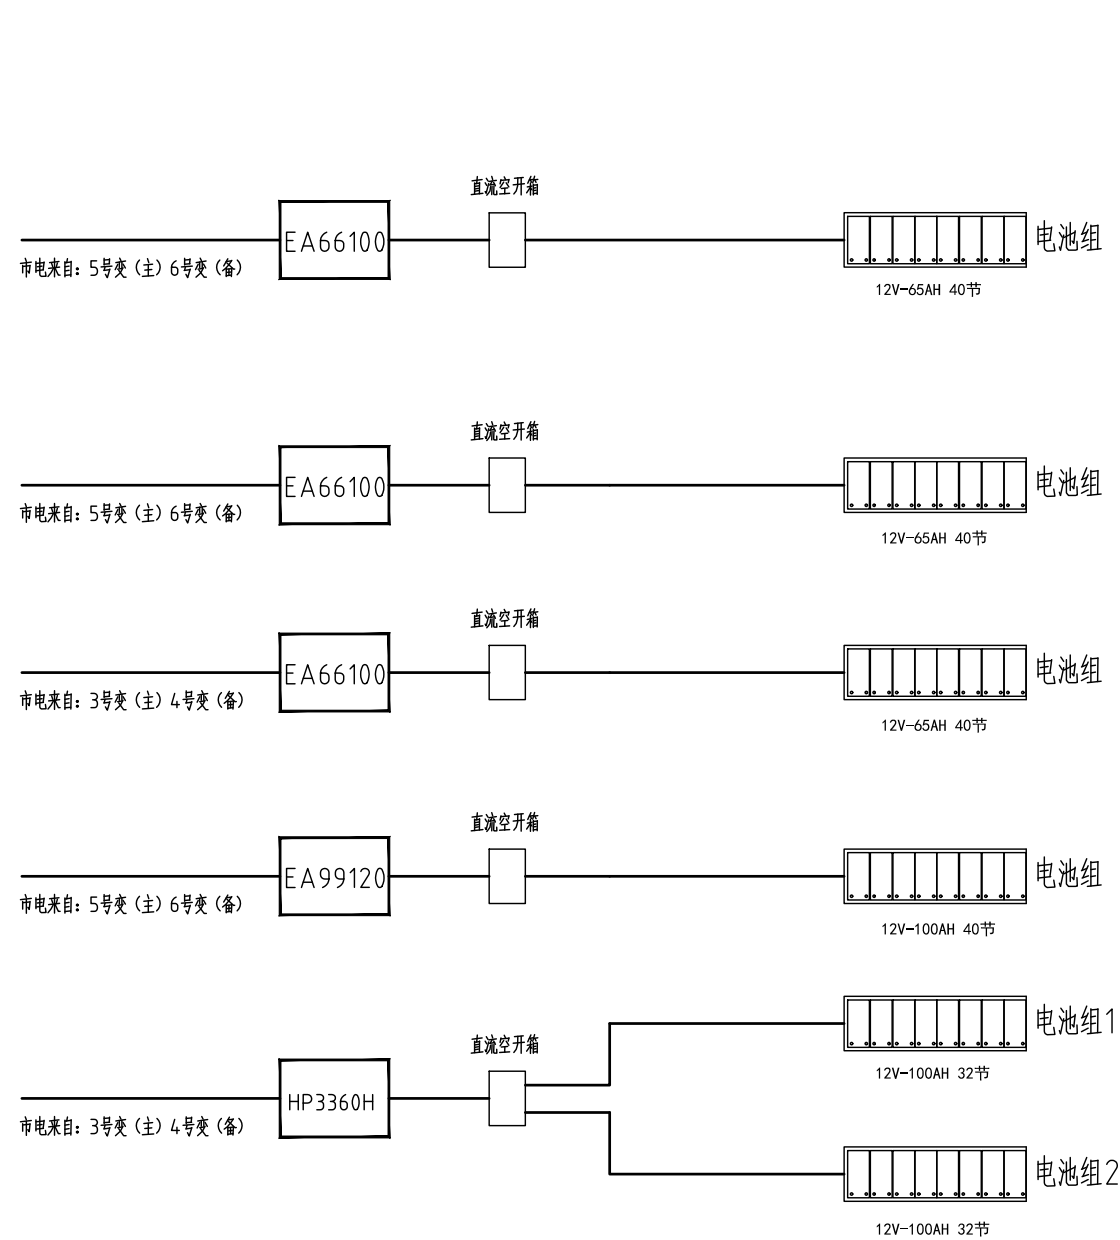 直流空开箱
EA66100
电池组
市电来自：5号变（主）6号变（备）
12V-65AH 40节
直流空开箱
EA66100
电池组
市电来自：5号变（主）6号变（备）
12V-65AH 40节
直流空开箱
EA66100
电池组
市电来自：3号变（主）4号变（备）
12V-65AH 40节
直流空开箱
EA99120
电池组
市电来自：5号变（主）6号变（备）
12V-100AH 40节
电池组1
直流空开箱
12V-100AH 32节
HP3360H
市电来自：3号变（主）4号变（备）
电池组2
12V-100AH 32节